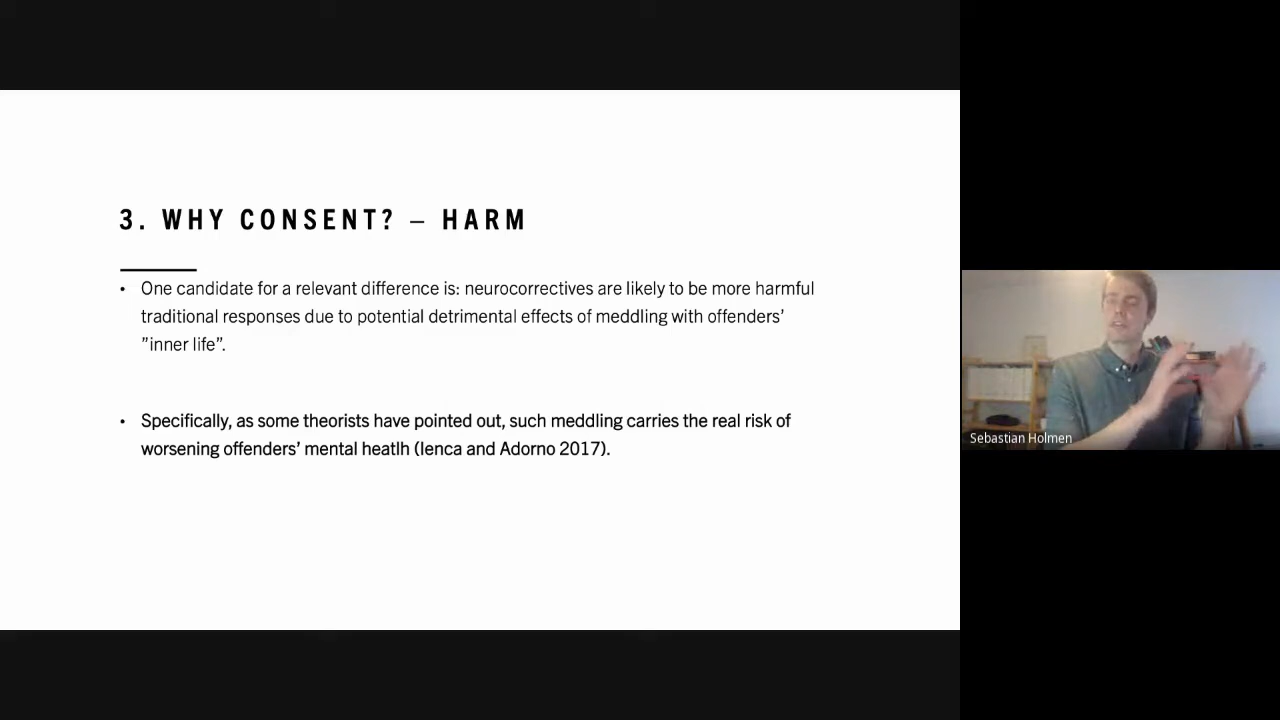 3. WHY CONSENT? – HARM
• One candidate for a relevant difference is: neurocorrectives are likely to be more harmful
traditional responses due to potential detrimental effects of meddling with offenders’
”inner life”.
• Specifically, as some theorists have pointed out, such meddling carries the real risk of
worsening offenders’ mental heatlh (Ienca and Adorno 2017).
Sebastian Holmen